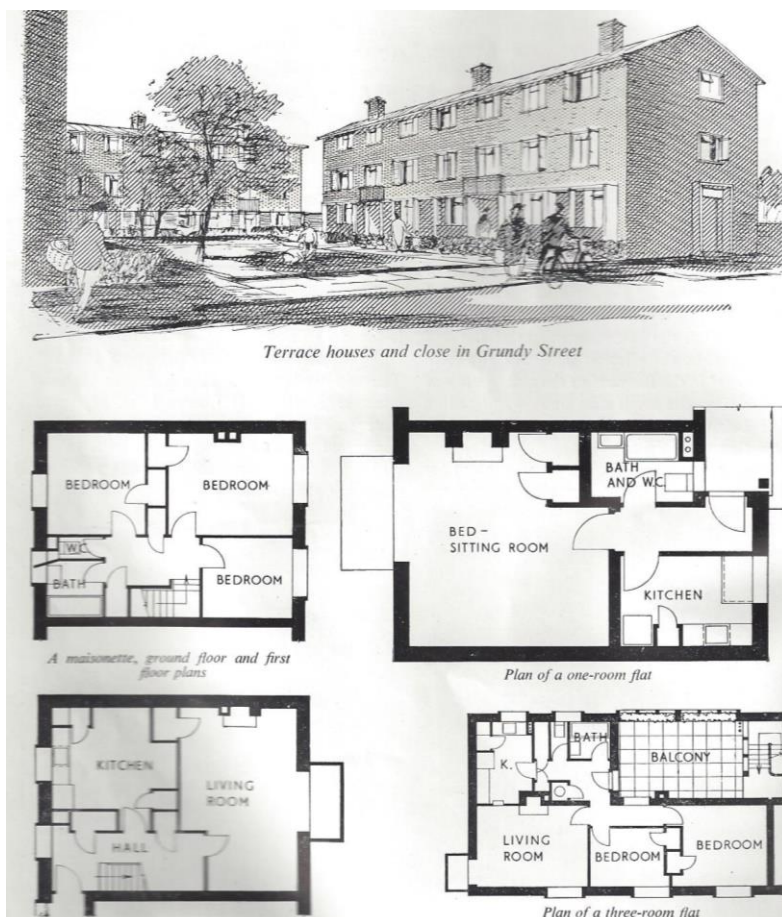 Terrace houses and close in Grundy Street
BEDROOM
BEDROOM
W.C.
BATH
BEDROOM
A maisonette, ground floor and first
floor plans
BATH
AND W.C.
BED –
SITTING ROOM
KITCHEN
Plan of a one-room flat
KITCHEN
LIVING
ROOM
HALL
K.
BATH
BALCONY
LIVING
ROOM
BEDROOM
BEDROOM
Plan of a three-room flat